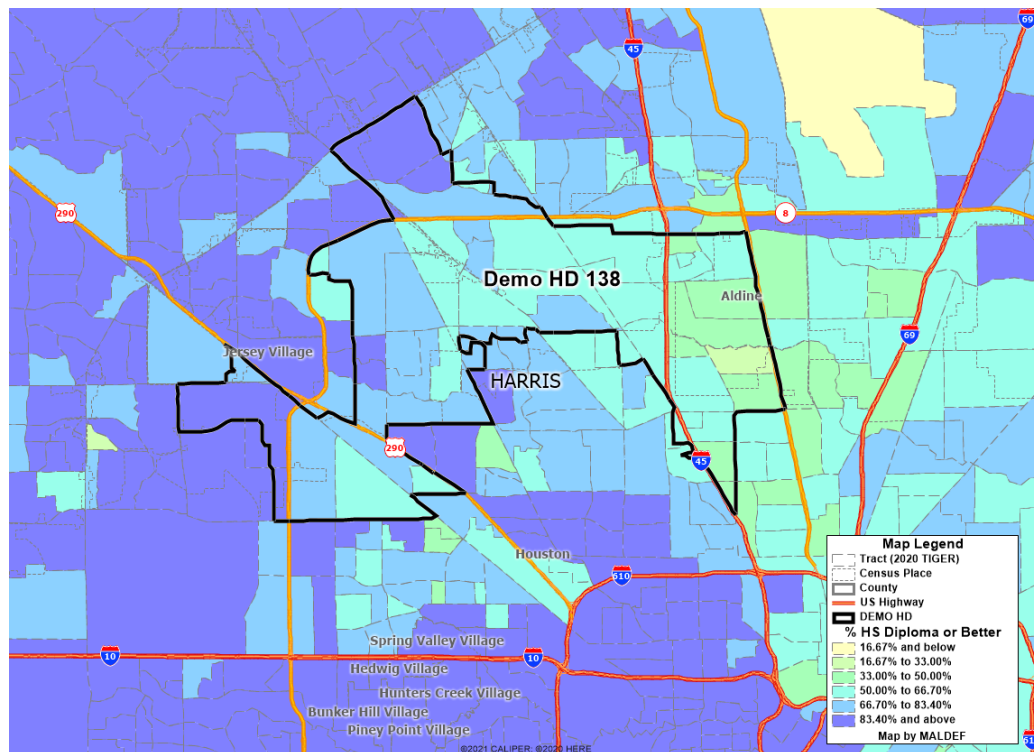 45
69
290
8
Demo HD 138
Aldine
69
Jersey Village
HARRIS
290
45
Houston
610
Spring Valley Village
10
10
Hedwig Village
Hunters Creek Village
Bunker Hill Village
Piney Point Village
Map Legend
Tract (2020 TIGER)
Census Place
County
US Highway
DEMO HD
% HS Diploma or Better
16.67% and below
16.67% to 33.00%
33.00% to 50.00%
50.00% to 66.70%
66.70% to 83.40%
83.40% and above
Map by MALDEF
©2021 CALIPER; ©2020 HERE